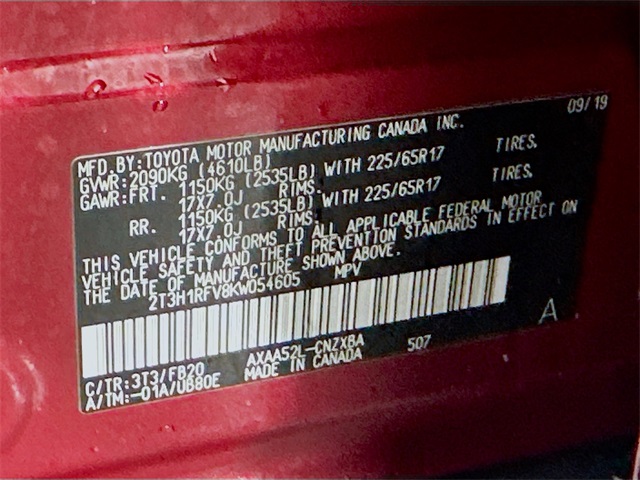 09/19
MFD.BY:TOYOTA MOTOR MANUFACTURING CANADA INC.
GVWR:2090KG (4610LB)
GAWR:FRT. 1150KG (2535LB) WITH 225/65R17 TIRES,
17X7.0J RIMS.
RR. 1150KG (2535LB) WITH 225/65R17 TIRES,
17X7.0J RIMS.
THIS VEHICLE CONFORMS TO ALL APPLICABLE FEDERAL MOTOR
VEHICLE SAFETY AND THEFT PREVENTION STANDARDS IN EFFECT ON
THE DATE OF MANUFACTURE SHOWN ABOVE.
2T3H1RFV8KW054605 MPV
A
C/TR:3T3/FB20 AXAA52L-CNZXBA 507
A/TM:-01A/UB80E MADE IN CANADA